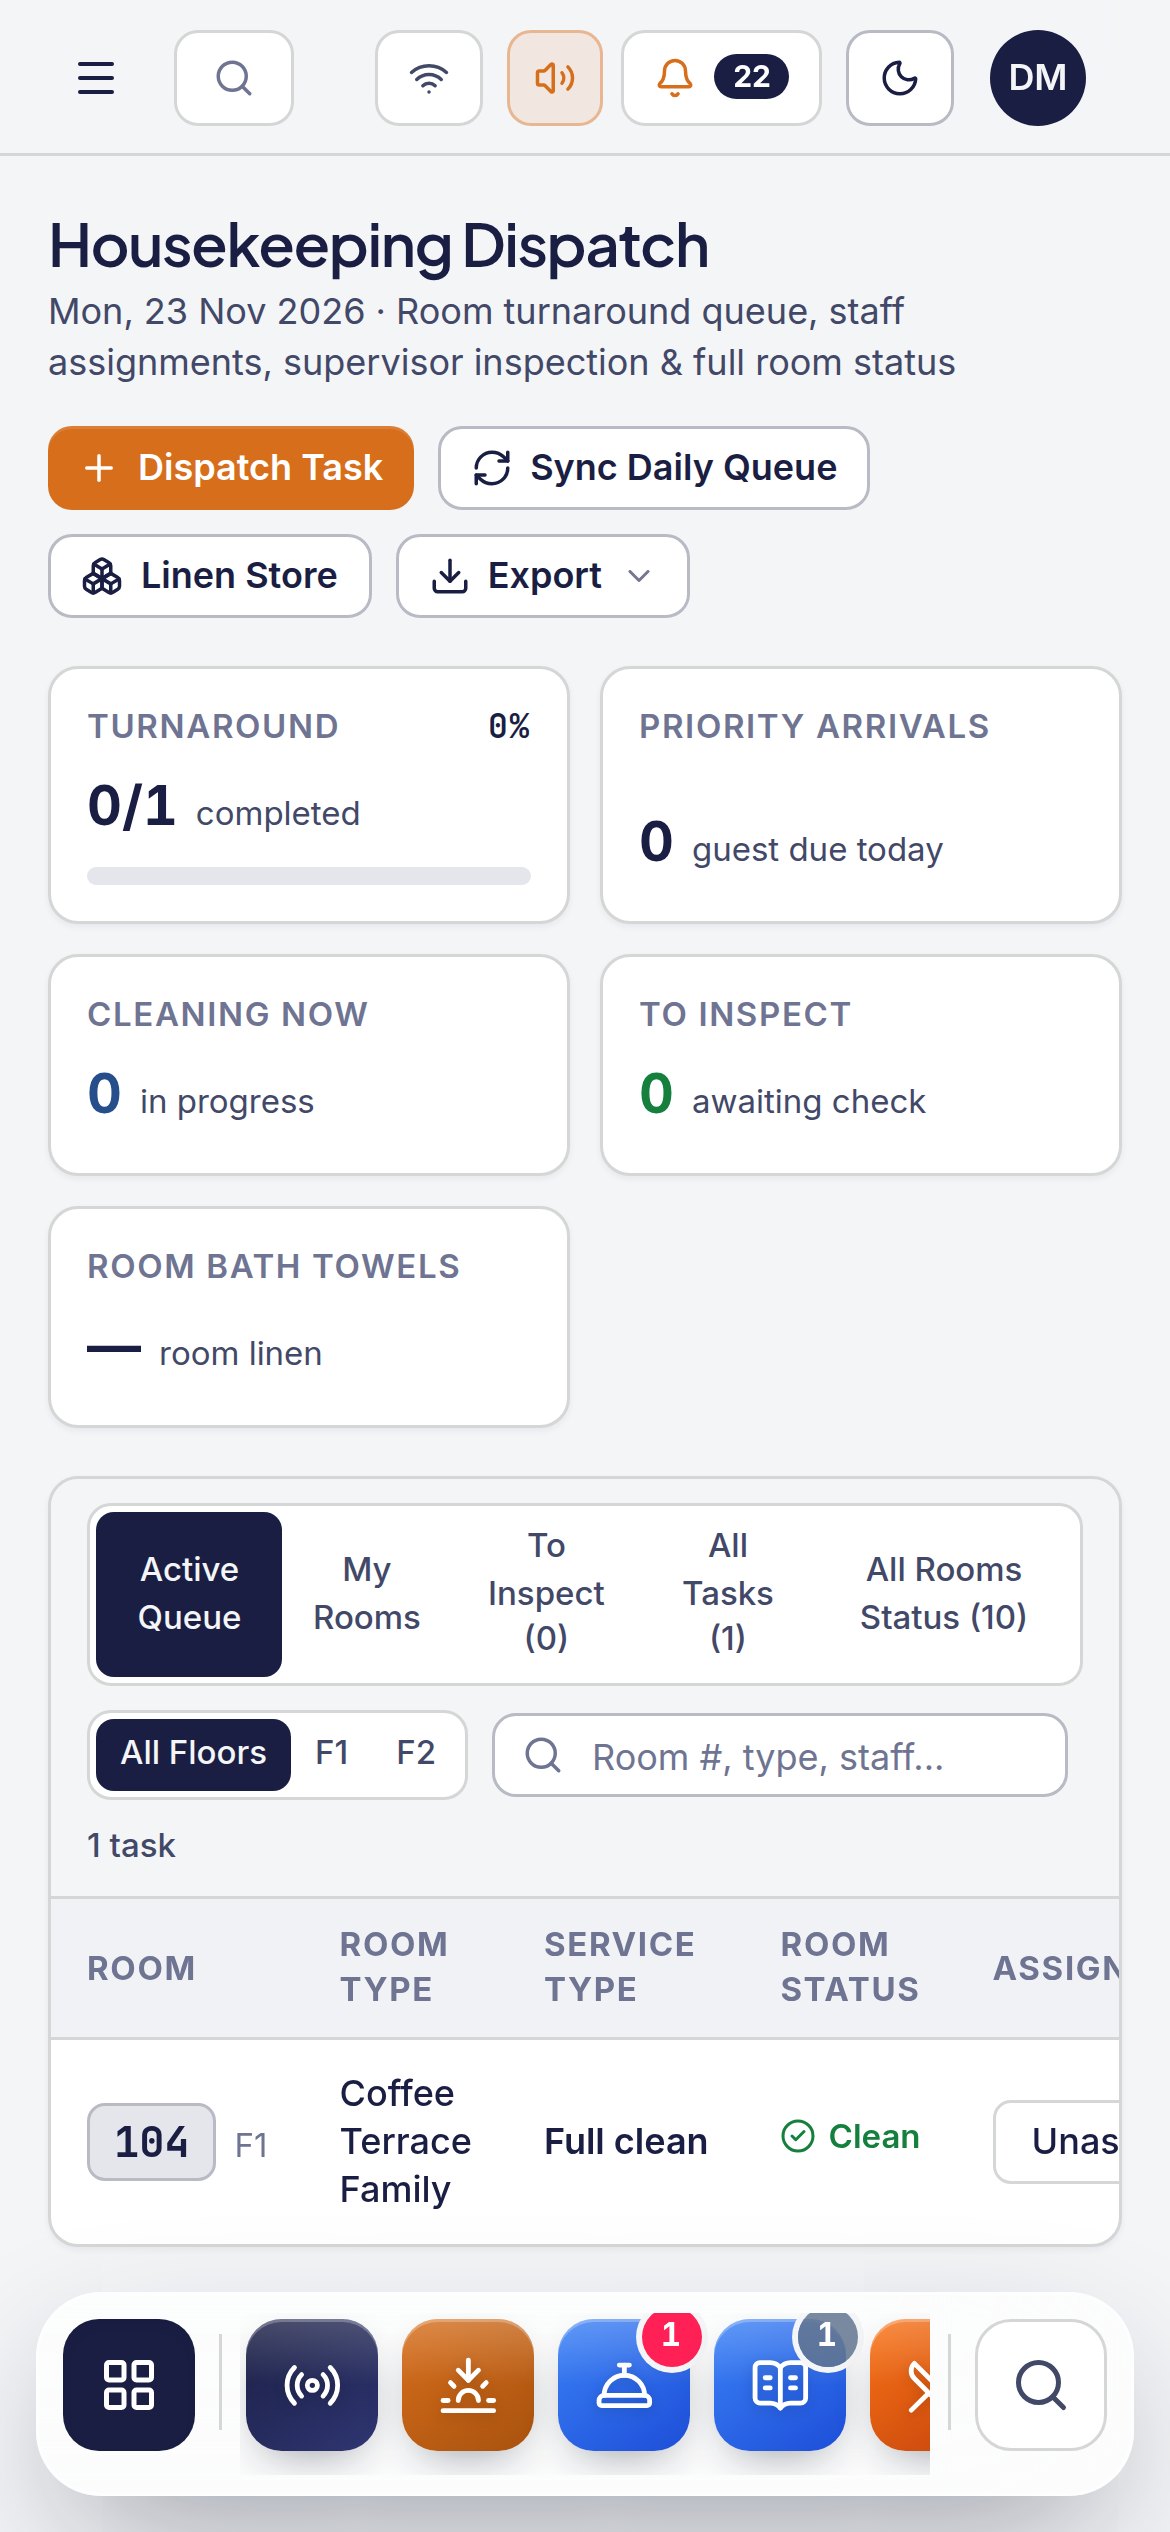 22
DM
Housekeeping Dispatch
Mon, 23 Nov 2026 · Room turnaround queue, staff
assignments, supervisor inspection & full room status
Dispatch Task
Sync Daily Queue
Linen Store
Export
TURNAROUND
0%
0/1 completed
PRIORITY ARRIVALS
0 guest due today
CLEANING NOW
0 in progress
TO INSPECT
0 awaiting check
ROOM BATH TOWELS
— room linen
Active
Queue
My
Rooms
To
Inspect
(0)
All
Tasks
(1)
All Rooms
Status (10)
All Floors
F1
F2
Room #, type, staff...
1 task
ROOM
ROOM
TYPE
SERVICE
TYPE
ROOM
STATUS
ASSIGN
104 F1
Coffee
Terrace
Family
Full clean
Clean
Unas
1
1